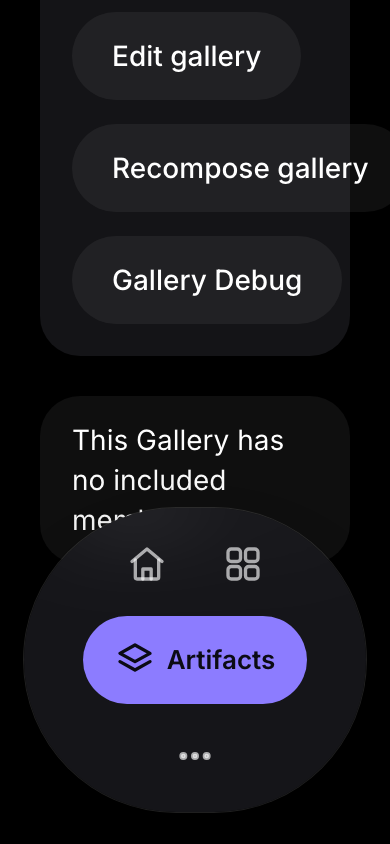 Edit gallery
Recompose gallery
Gallery Debug
This Gallery has
no included
Artifacts